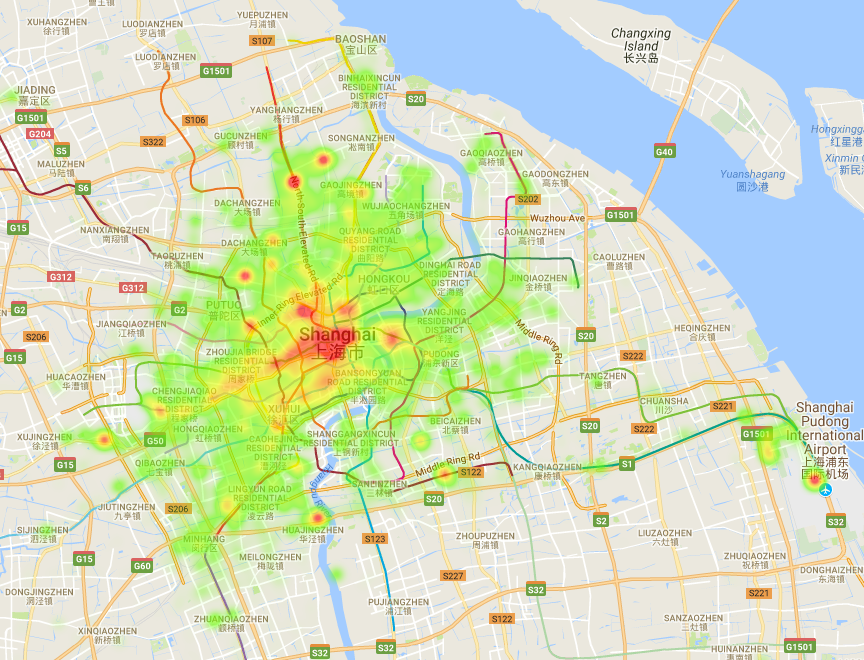 XUHANGZHEN
徐行镇
曹王镇
LUODIANZHEN
罗店镇
YUEPUZHEN
月浦镇
S107
BAOSHAN
宝山区
LUODIANZHEN
罗店镇
G1501
Changxing
Island
长兴岛
JIADING
嘉定区
G1501
G204
S5
BINHAIXINCUN
RESIDENTIAL
DISTRICT
海滨新村
S20
YANGHANGZHEN
杨行镇
S106
S322
GUCUNZHEN
顾村镇
SONGNANZHEN
淞南镇
Hongxingg
红星港
Xinmin G
新民港
MALUZHEN
马陆镇
S6
GAOQIAOZHEN
高桥镇
G40
GAODONGZHEN
高东镇
Yuanshagang
圆沙港
GAOJINGZHEN
高境镇
S202
DACHANGZHEN
大场镇
WUJIAOCHANGZHEN
五角场镇
Wuzhou Ave
G1501
G15
NANXIANGZHEN
南翔镇
North-South Elevated Rd
QUYANG ROAD
RESIDENTIAL
DISTRICT
曲阳路
GAOHANGZHEN
高行镇
DACHANGZHEN
大场镇
TAOPUZHEN
桃浦镇
CAOLUZHEN
曹路镇
G312
G312
HONGKOU
虹口区
DINGHAI ROAD
RESIDENTIAL
DISTRICT
定海路
JINQIAOZHEN
金桥镇
G2
G2
PUTUO
普陀区
Inner Ring Elevated Rd
YANGJING
RESIDENTIAL
DISTRICT
洋泾
JIANGQIAOZHEN
江桥镇
S206
G15
Shanghai
上海市
Middle Ring Rd
S20
HEQINGZHEN
合庆镇
S222
ZHOUJIA BRIDGE
RESIDENTIAL
DISTRICT
周家桥
PUDONG
浦东新区
HUACAOZHEN
华漕镇
BANSONGYUAN
ROAD RESIDENTIAL
DISTRICT
半淞园路
TANGZHEN
唐镇
CHENGJIAQIAO
RESIDENTIAL
DISTRICT
程家桥
XUHUI
徐汇区
CHUANSHA
川沙
S221
Shanghai
Pudong
International
Airport
上海浦东
国际机场
XUJINGZHEN
徐泾镇
G50
HONGQIAOZHEN
虹桥镇
CAOHEJING
RESIDENTIAL
DISTRICT
漕河泾
SHANGGANGXINCUN
RESIDENTIAL DISTRICT
上钢新村
BEICAIZHEN
北蔡镇
S20
S222
G1501
G15
QIBAOZHEN
七宝镇
Middle Ring Rd
S122
KANGQIAOZHEN
康桥镇
S1
SANLINZHEN
三林镇
S20
LINGYUN ROAD
RESIDENTIAL
DISTRICT
凌云路
JIUTINGZHEN
九亭镇
S206
S2
S32
SIJINGZHEN
泗泾镇
MINHANG
闵行区
HUAJINGZHEN
华泾镇
S123
ZHOUPUZHEN
周浦镇
LIUZAOZHEN
六灶镇
G15
G60
MEILONGZHEN
梅陇镇
S227
ZHUQIAOZHEN
祝桥镇
DONGHAIZHEN
东海镇
DONGJINGZHEN
洞泾镇
S32
S221
PUJIANGZHEN
浦江镇
ZHUANQIAOZHEN
颛桥镇
S122
SANZAOZHEN
三灶镇
XINQIAOZHEN
新桥镇
S32
S32
HUINANZHEN
惠南镇
G1501